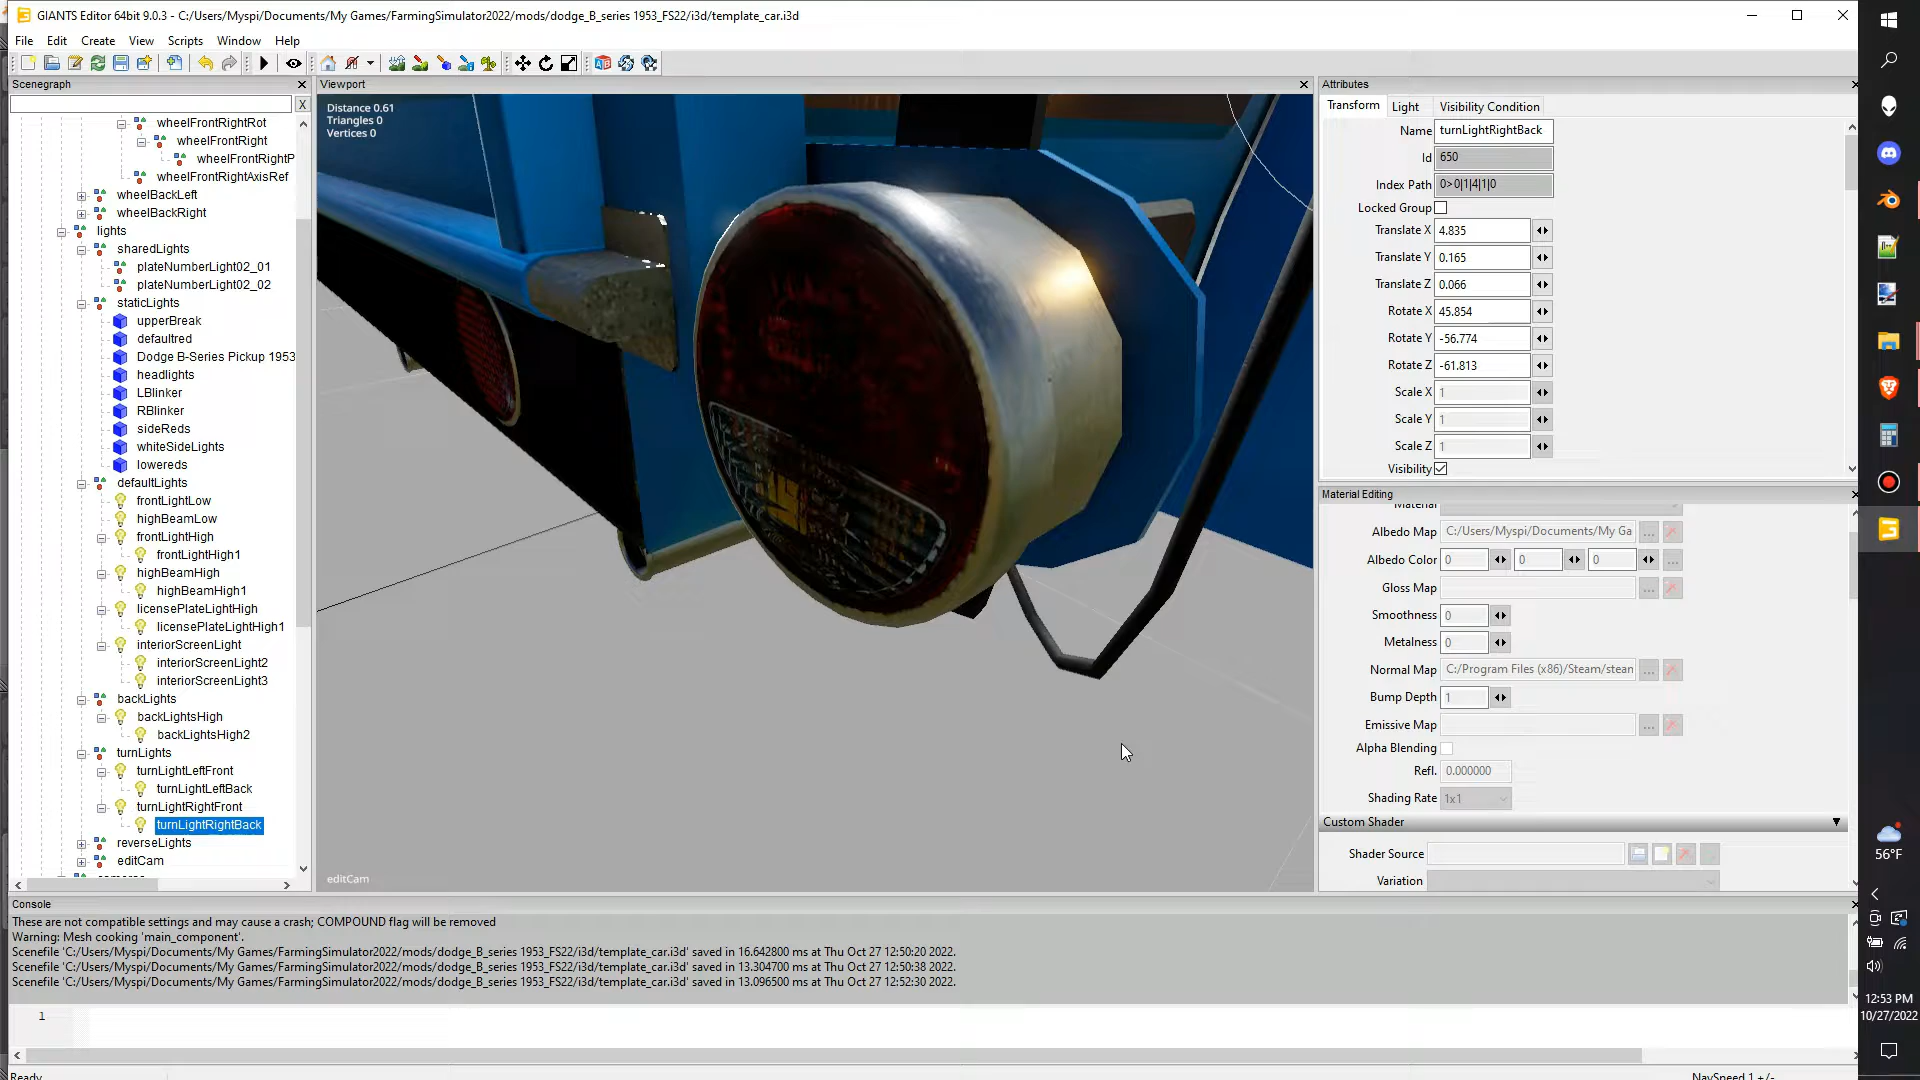 GIANTS Editor 64bit 9.0.3 - C:/Users/Myspi/Documents/My Games/FarmingSimulator2022/mods/dodge_B_series 1953_FS22/i3d/template_car.i3d
File Edit Create View Scripts Window Help
Scenegraph
X
wheelFrontRightRot
wheelFrontRight
wheelFrontRightP
wheelFrontRightAxisRef
wheelBackLeft
wheelBackRight
lights
sharedLights
plateNumberLight02_01
plateNumberLight02_02
staticLights
upperBreak
defaultred
Dodge B-Series Pickup 1953
headlights
LBlinker
RBlinker
sideReds
whiteSideLights
lowereds
defaultLights
frontLightLow
highBeamLow
frontLightHigh
frontLightHigh1
highBeamHigh
highBeamHigh1
licensePlateLightHigh
licensePlateLightHigh1
interiorScreenLight
interiorScreenLight2
interiorScreenLight3
backLights
backLightsHigh
backLightsHigh2
turnLights
turnLightLeftFront
turnLightLeftBack
turnLightRightFront
turnLightRightBack
reverseLights
editCam
Viewport
Distance 0.61
Triangles 0
Vertices 0
editCam
Attributes
Transform Light Visibility Condition
Name turnLightRightBack
Id 650
Index Path 0>0|1|4|1|0
Locked Group
Translate X 4.835
Translate Y 0.165
Translate Z 0.066
Rotate X 45.854
Rotate Y -56.774
Rotate Z -61.813
Scale X 1
Scale Y 1
Scale Z 1
Visibility
Material Editing
Material
Albedo Map C:/Users/Myspi/Documents/My Ga ...
Albedo Color 0 0 0 ...
Gloss Map ...
Smoothness 0
Metalness 0
Normal Map C:/Program Files (x86)/Steam/stean ...
Bump Depth 1
Emissive Map ...
Alpha Blending
Refl. 0.000000
Shading Rate 1x1
Custom Shader
Shader Source
Variation
Console
These are not compatible settings and may cause a crash; COMPOUND flag will be removed
Warning: Mesh cooking 'main_component'.
Scenefile 'C:/Users/Myspi/Documents/My Games/FarmingSimulator2022/mods/dodge_B_series 1953_FS22/i3d/template_car.i3d' saved in 16.642800 ms at Thu Oct 27 12:50:20 2022.
Scenefile 'C:/Users/Myspi/Documents/My Games/FarmingSimulator2022/mods/dodge_B_series 1953_FS22/i3d/template_car.i3d' saved in 13.304700 ms at Thu Oct 27 12:50:38 2022.
Scenefile 'C:/Users/Myspi/Documents/My Games/FarmingSimulator2022/mods/dodge_B_series 1953_FS22/i3d/template_car.i3d' saved in 13.096500 ms at Thu Oct 27 12:52:30 2022.
1
Ready
NavSpeed 1 +/-
56°F
12:53 PM
10/27/2022